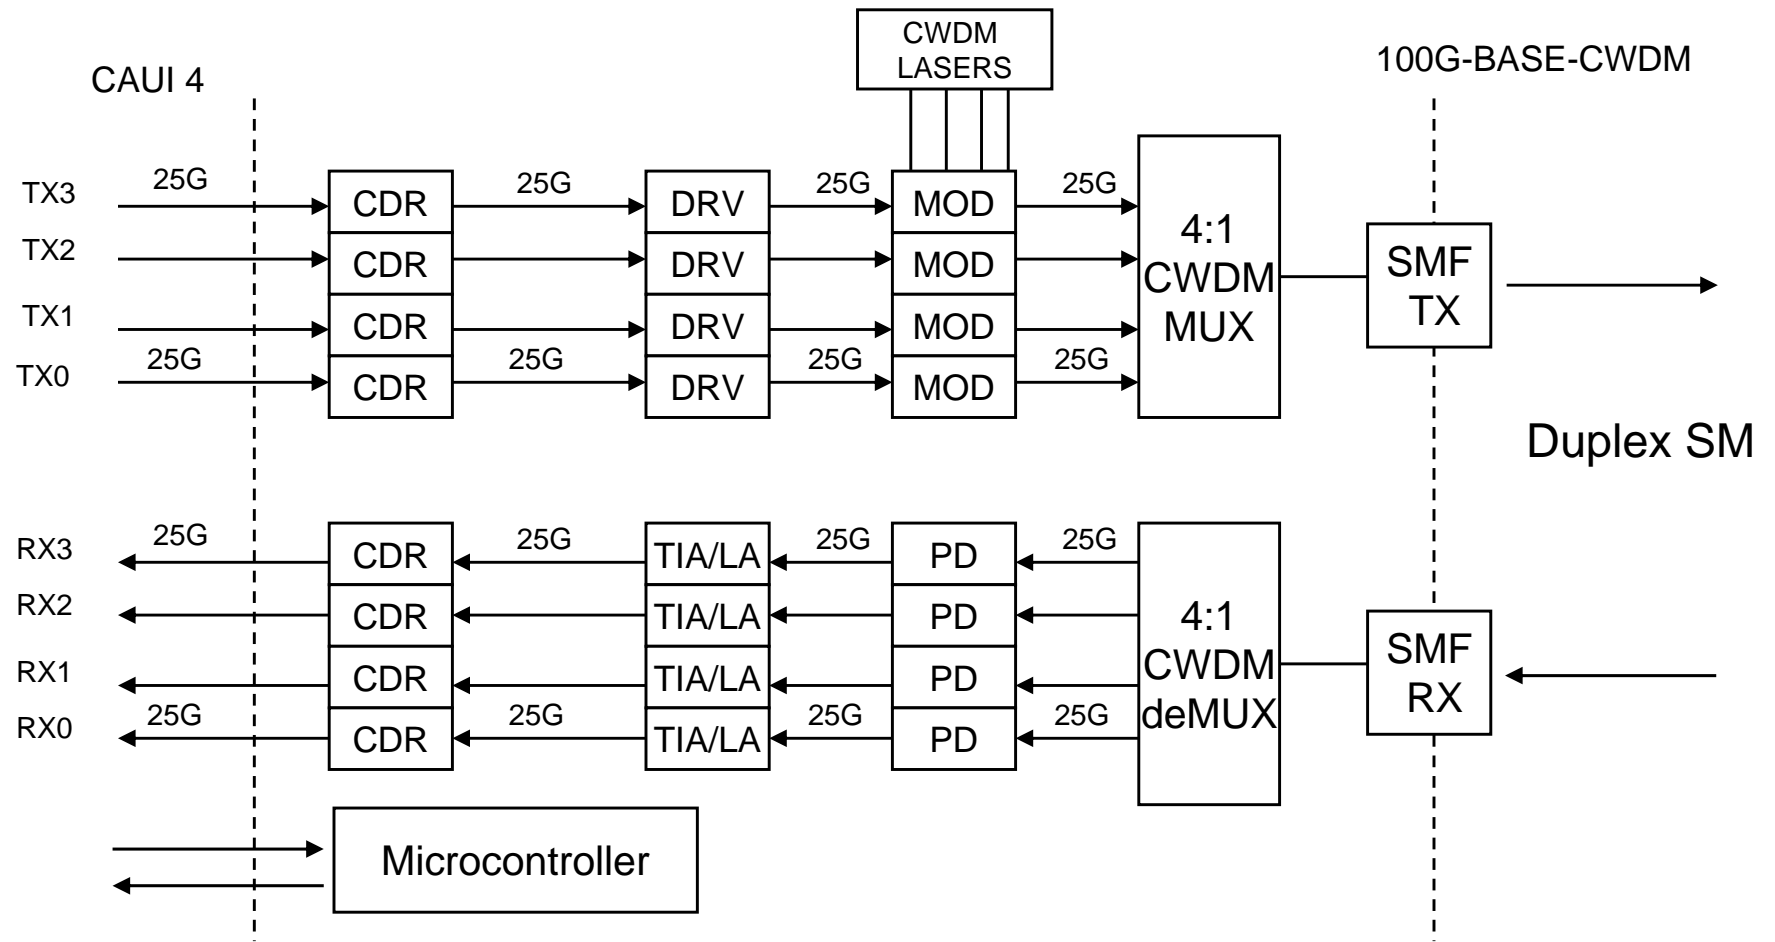 CWDM
LASERS
100G-BASE-CWDM
CAUI 4
TX3 25G CDR 25G DRV 25G MOD 25G
TX2 CDR DRV MOD
TX1 CDR DRV MOD
TX0 25G CDR 25G DRV 25G MOD 25G
4:1
CWDM
MUX
SMF
TX
Duplex SM
RX3 25G CDR 25G TIA/LA 25G PD 25G
RX2 CDR TIA/LA PD
RX1 CDR TIA/LA PD
RX0 25G CDR 25G TIA/LA 25G PD 25G
4:1
CWDM
deMUX
SMF
RX
Microcontroller